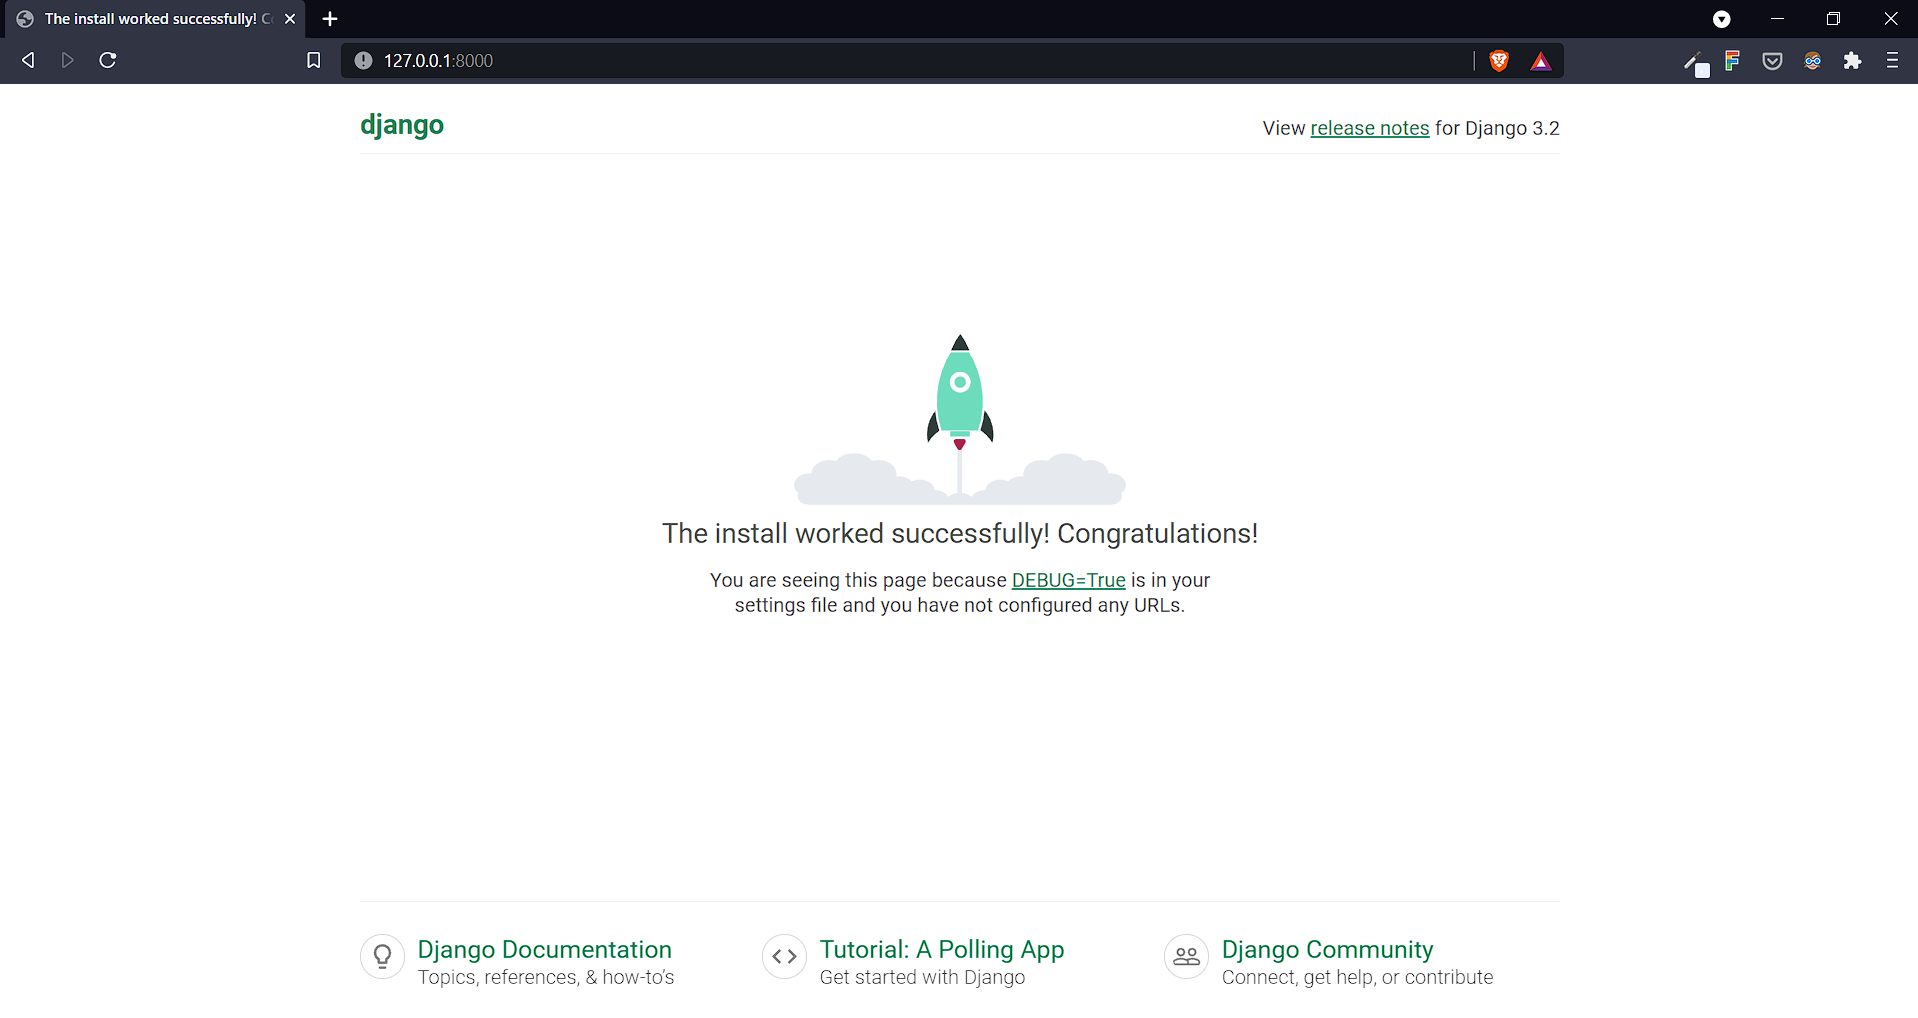 The install worked successfully! C
127.0.0.1:8000
django
View release notes for Django 3.2
The install worked successfully! Congratulations!
You are seeing this page because DEBUG=True is in your
settings file and you have not configured any URLs.
Django Documentation
Topics, references, & how-to’s
Tutorial: A Polling App
Get started with Django
Django Community
Connect, get help, or contribute